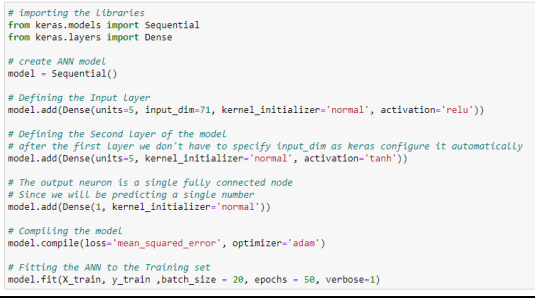 # importing the libraries
from keras.models import Sequential
from keras.layers import Dense
# create ANN model
model = Sequential()
# Defining the Input layer
model.add(Dense(units=5, input_dim=71, kernel_initializer='normal', activation='relu'))
# Defining the Second layer of the model
# after the first layer we don't have to specify input_dim as keras configure it automatically
model.add(Dense(units=5, kernel_initializer='normal', activation='tanh'))
# The output neuron is a single fully connected node
# Since we will be predicting a single number
model.add(Dense(1, kernel_initializer='normal'))
# Compiling the model
model.compile(loss='mean_squared_error', optimizer='adam')
# Fitting the ANN to the Training set
model.fit(X_train, y_train ,batch_size = 20, epochs = 50, verbose=1)